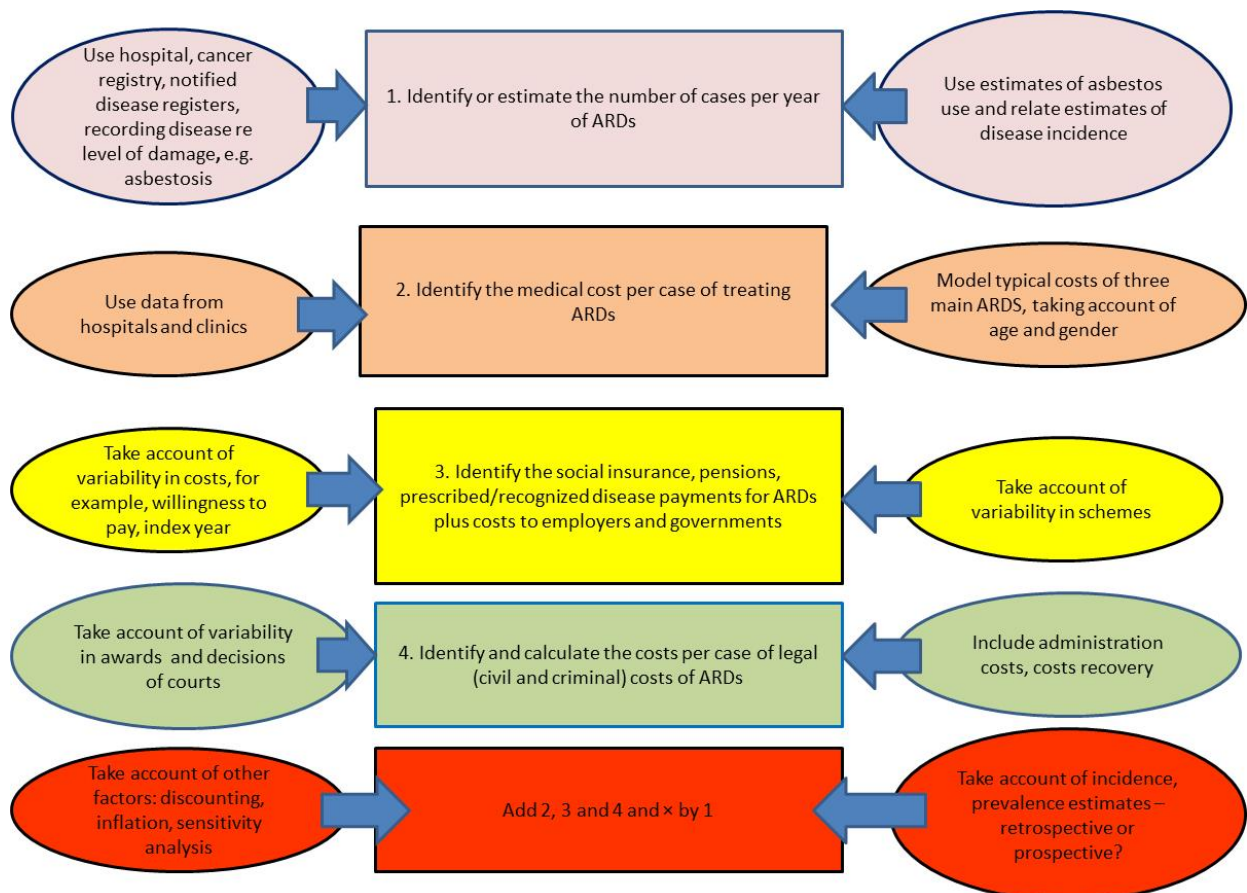 Use hospital, cancer
registry, notified
disease registers,
recording disease re
level of damage, e.g.
asbestosis
1. Identify or estimate the number of cases per year
of ARDs
Use estimates of asbestos
use and relate estimates of
disease incidence
Use data from
hospitals and clinics
2. Identify the medical cost per case of treating
ARDs
Model typical costs of three
main ARDS, taking account of
age and gender
Take account of
variability in costs, for
example, willingness to
pay, index year
3. Identify the social insurance, pensions,
prescribed/recognized disease payments for ARDs
plus costs to employers and governments
Take account of
variability in schemes
Take account of variability
in awards  and decisions
of courts
4. Identify and calculate the costs per case of legal
(civil and criminal) costs of ARDs
Include administration
costs, costs recovery
Take account of other
factors: discounting,
inflation, sensitivity
analysis
Add 2, 3 and 4 and × by 1
Take account of incidence,
prevalence estimates –
retrospective or
prospective?